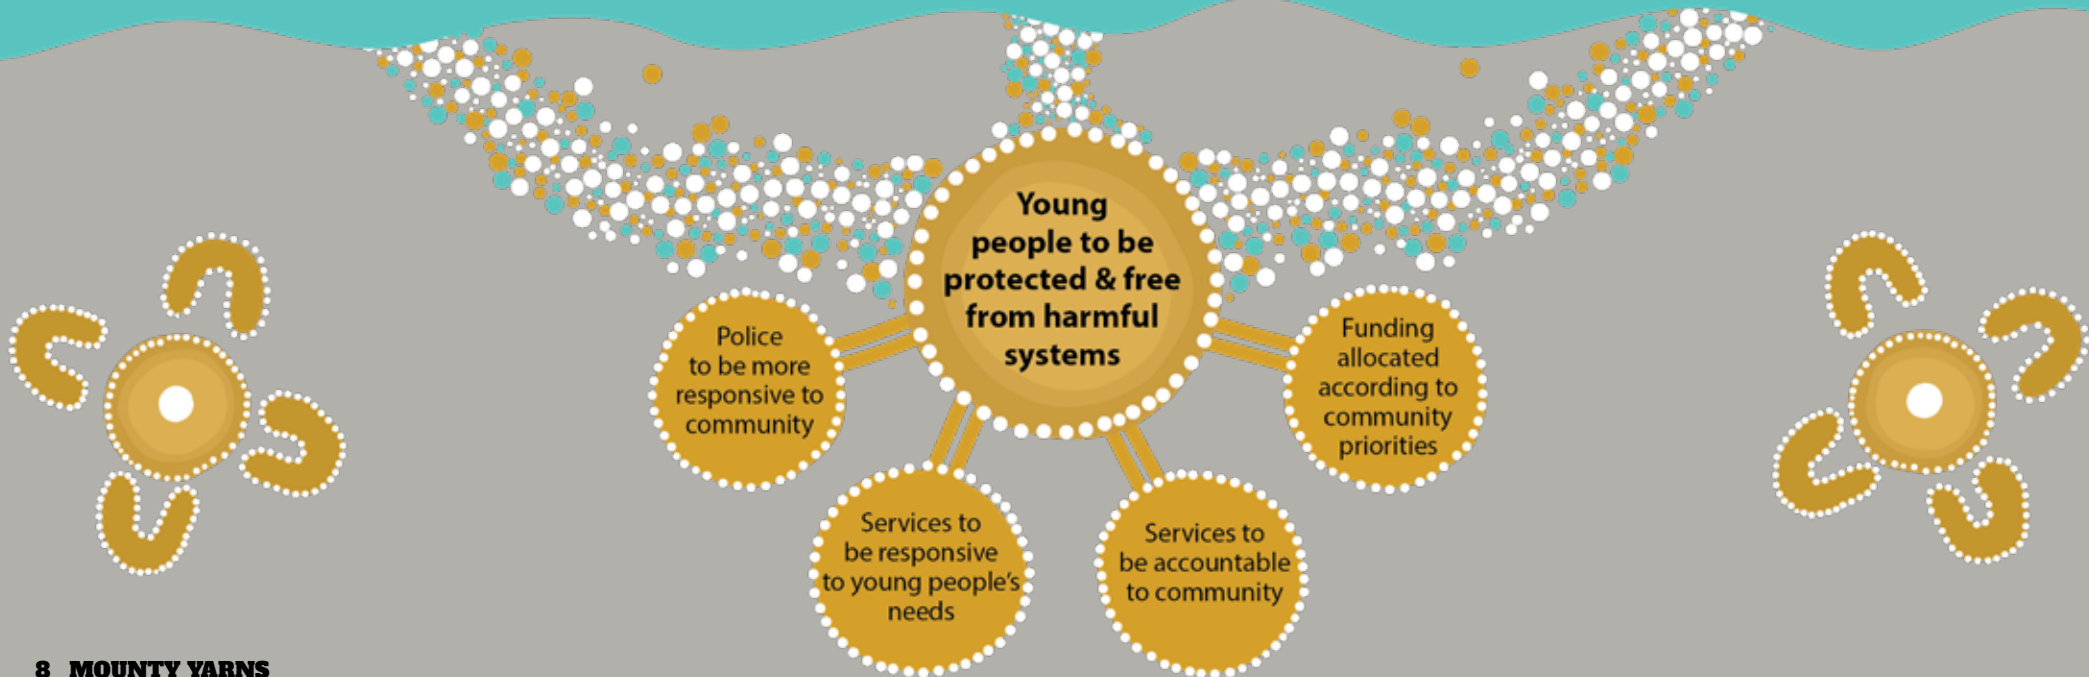 Young
people to be
protected & free
from harmful
systems
Police
to be more
responsive to
community
Funding
allocated
according to
community
priorities
Services to
be responsive
to young people's
needs
Services to
be accountable
to community
8 MOUNTY YARNS